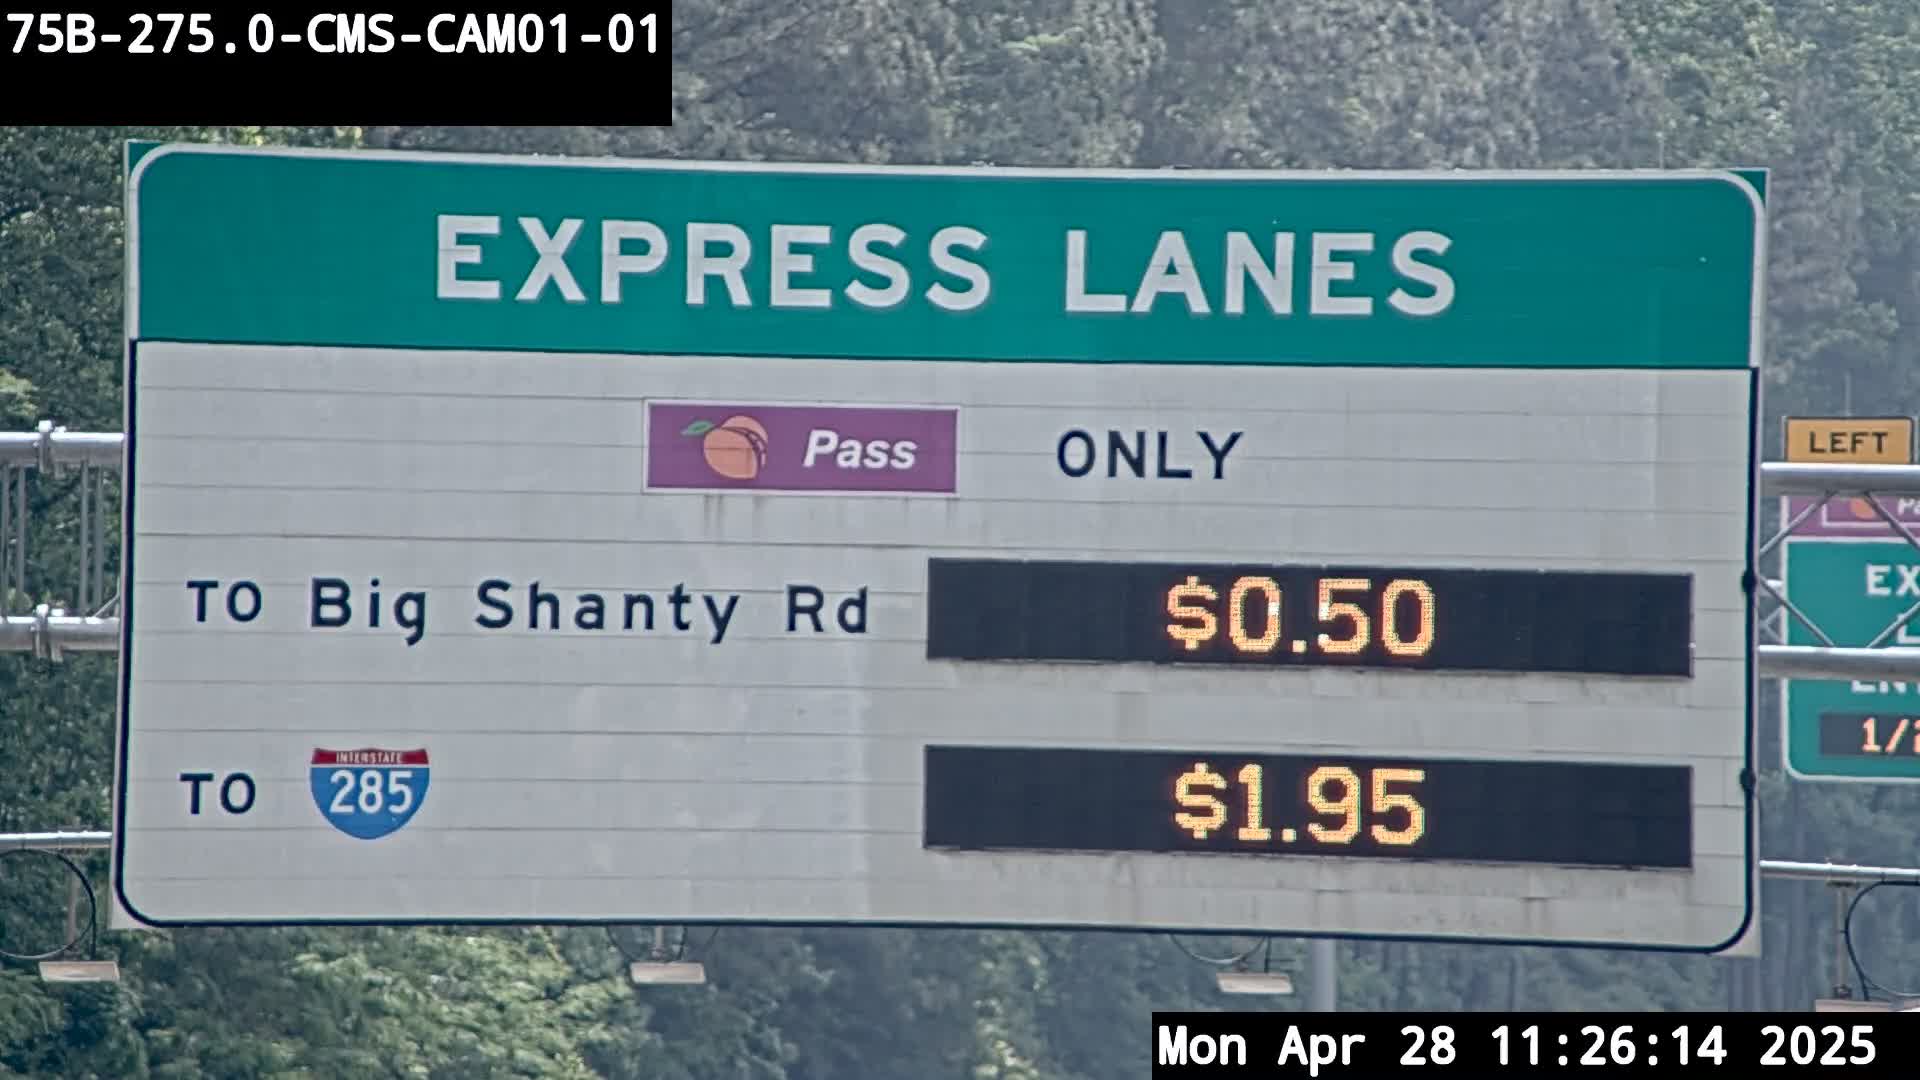 75B-275.0-CMS-CAM01-01
EXPRESS LANES
Pass ONLY
TO Big Shanty Rd $0.50
TO INTERSTATE 285 $1.95
LEFT
Mon Apr 28 11:26:14 2025